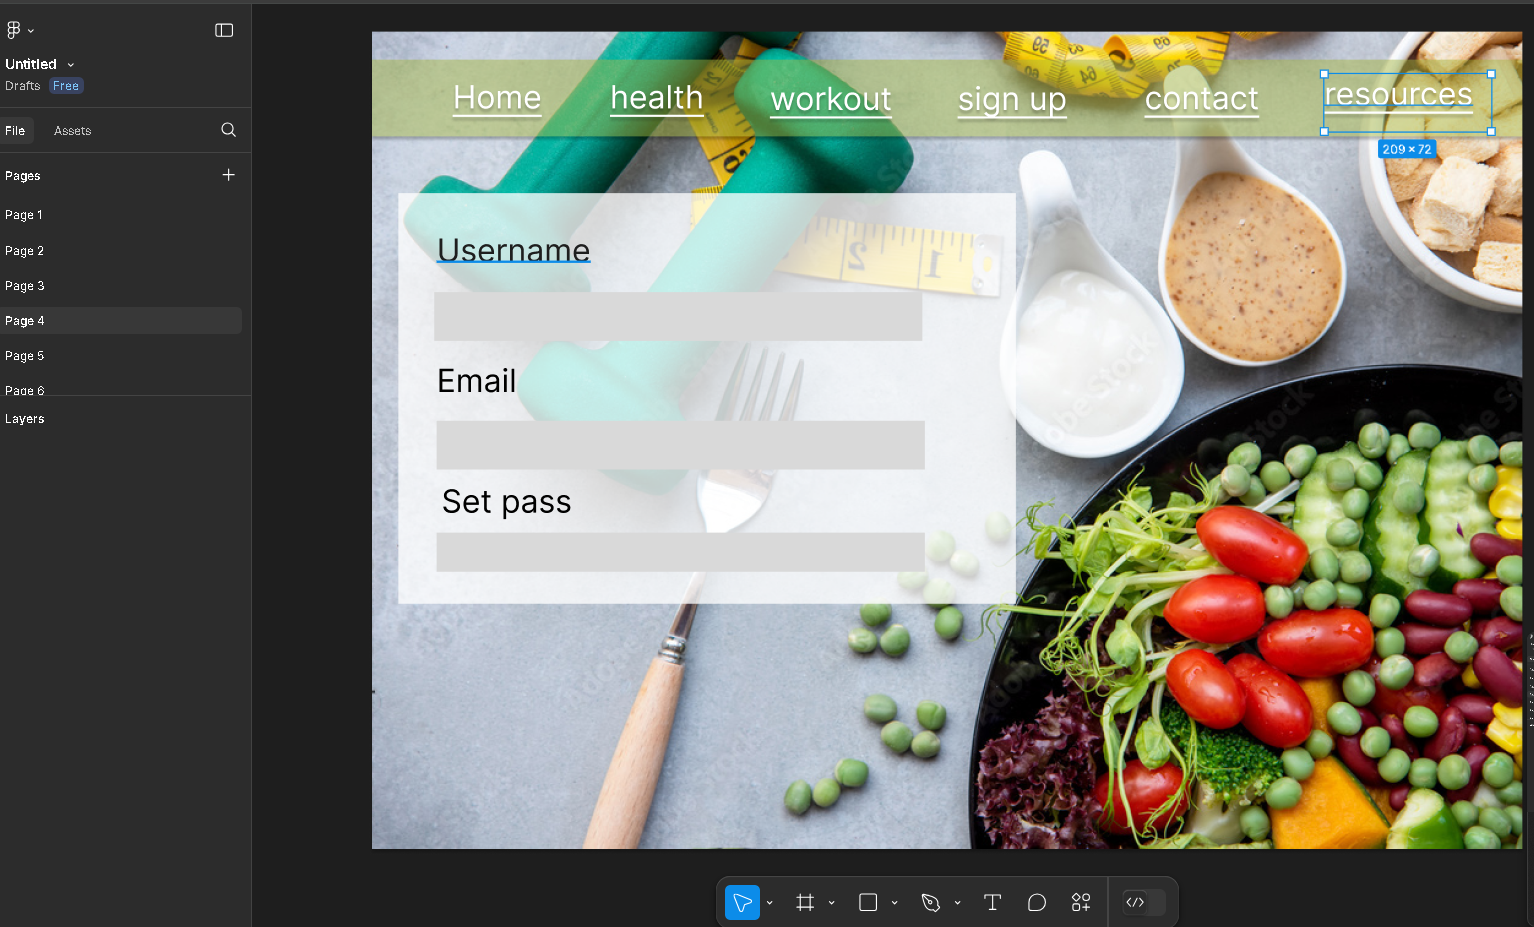 Untitled
Drafts Free
File Assets
Pages
Page 1
Page 2
Page 3
Page 4
Page 5
Page 6
Layers
Home health workout sign up contact resources
209 × 72
Username
Email
Set pass